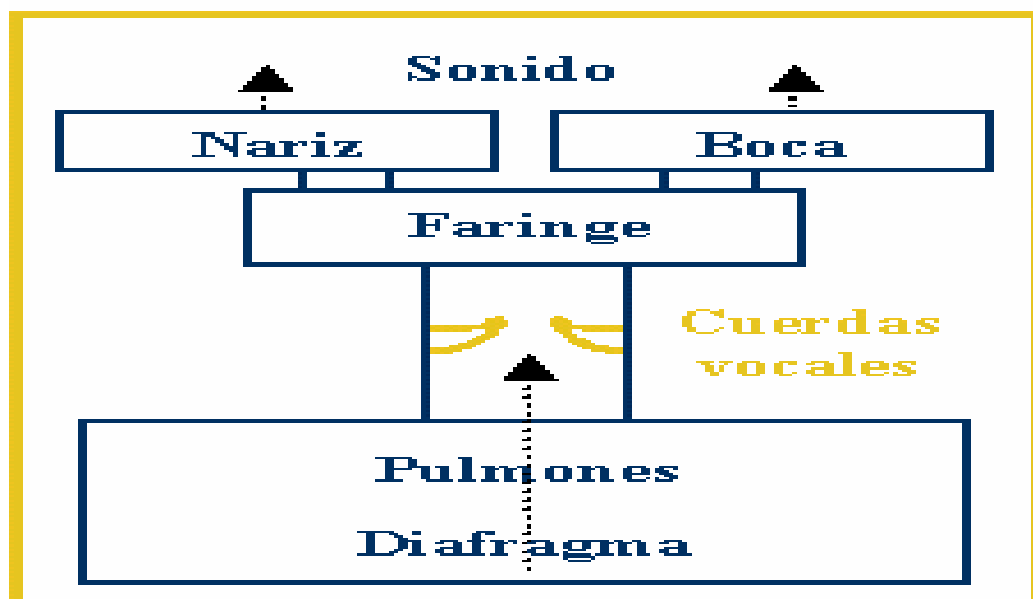 Sonido
Nariz
Boca
Faringe
Cuerdas
vocales
Pulmones
Diafragma